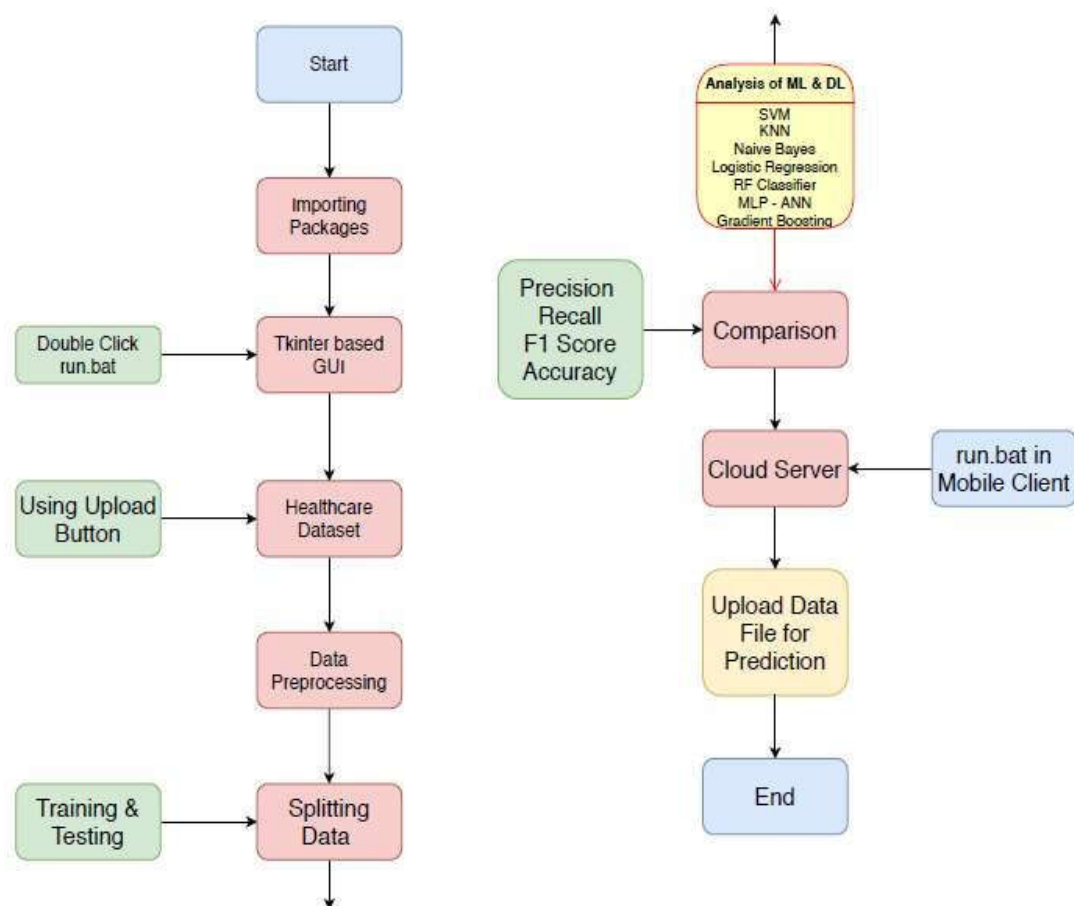 Start
Importing
Packages
Double Click
run.bat
Tkinter based
GUI
Using Upload
Button
Healthcare
Dataset
Data
Preprocessing
Training &
Testing
Splitting
Data
Analysis of ML & DL
SVM
KNN
Naive Bayes
Logistic Regression
RF Classifier
MLP - ANN
Gradient Boosting
Precision
Recall
F1 Score
Accuracy
Comparison
Cloud Server
run.bat in
Mobile Client
Upload Data
File for
Prediction
End